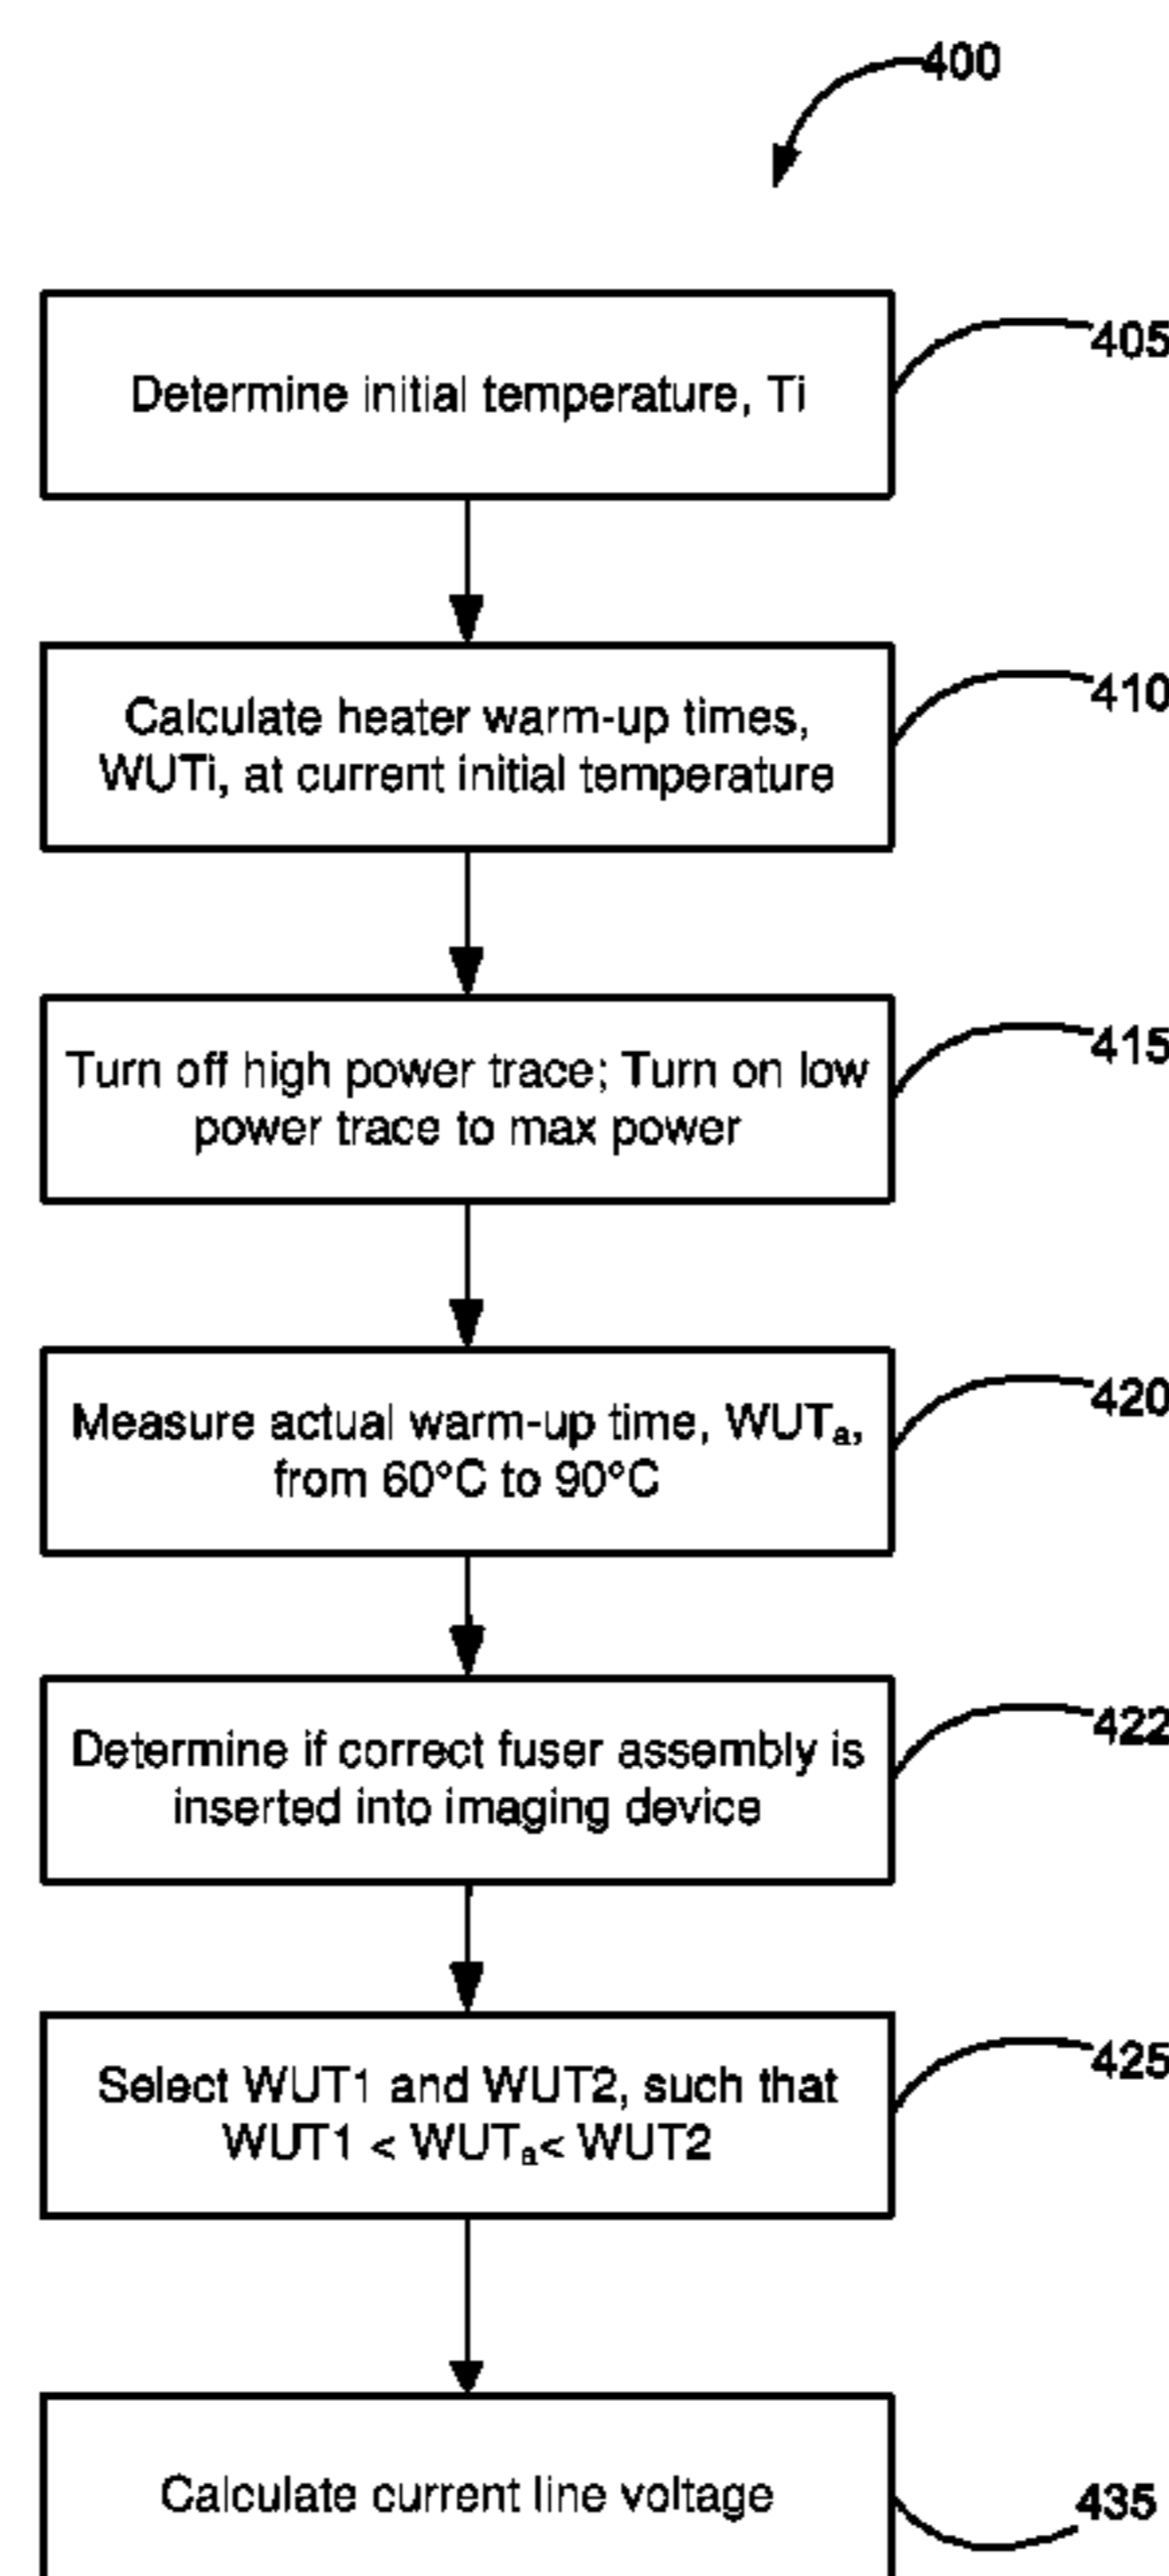 400
Determine initial temperature, Ti
405
Calculate heater warm-up times,
WUTi, at current initial temperature
410
Turn off high power trace; Turn on low
power trace to max power
415
Measure actual warm-up time, WUTₐ,
from 60°C to 90°C
420
Determine if correct fuser assembly is
inserted into imaging device
422
Select WUT1 and WUT2, such that
WUT1 < WUTₐ< WUT2
425
Calculate current line voltage
435